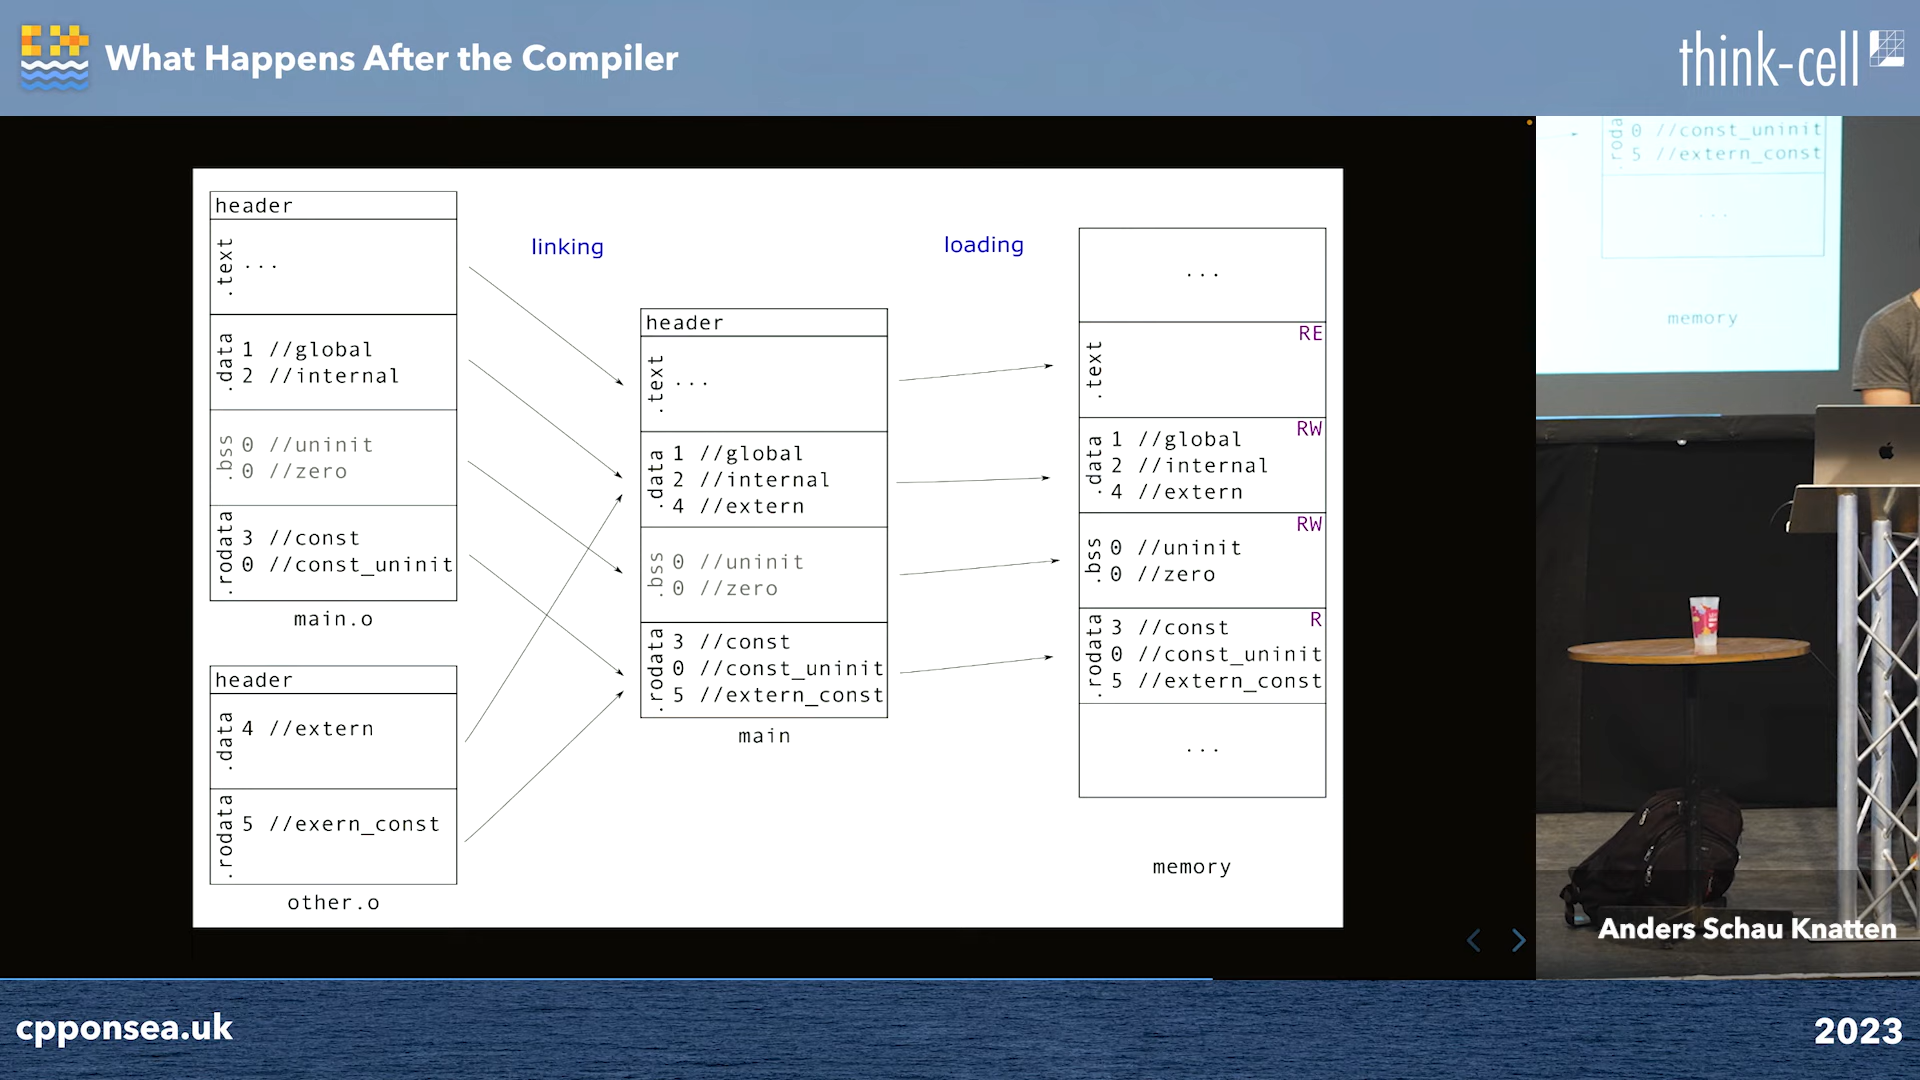 What Happens After the Compiler
think-cell
header
.text
...
.data
1 //global
2 //internal
.bss
0 //uninit
0 //zero
.rodata
3 //const
0 //const_uninit
main.o
header
.data
4 //extern
.rodata
5 //exern_const
other.o
linking
header
.text
...
.data
1 //global
2 //internal
4 //extern
.bss
0 //uninit
0 //zero
.rodata
3 //const
0 //const_uninit
5 //extern_const
main
loading
...
RE
.text
RW
.data
1 //global
2 //internal
4 //extern
RW
.bss
0 //uninit
0 //zero
R
.rodata
3 //const
0 //const_uninit
5 //extern_const
...
memory
0 //const_uninit
5 //extern_const
...
memory
Anders Schau Knatten
cpponsea.uk
2023